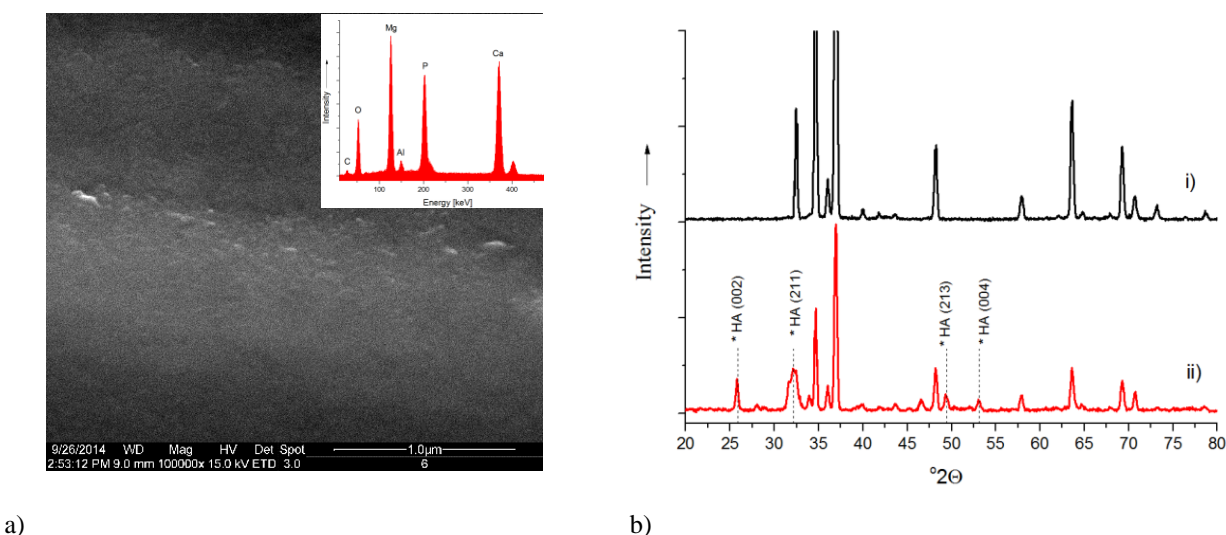 Mg
Ca
P
O
Al
C
Intensity
100 200 300 400
Energy [keV]
9/26/2014 WD Mag HV Det Spot 1.0µm
2:53:12 PM 9.0 mm 100000x 15.0 kV ETD 3.0 6
a)
Intensity
i)
* HA (002)
* HA (211)
* HA (213)
* HA (004)
ii)
20 25 30 35 40 45 50 55 60 65 70 75 80
°2Θ
b)